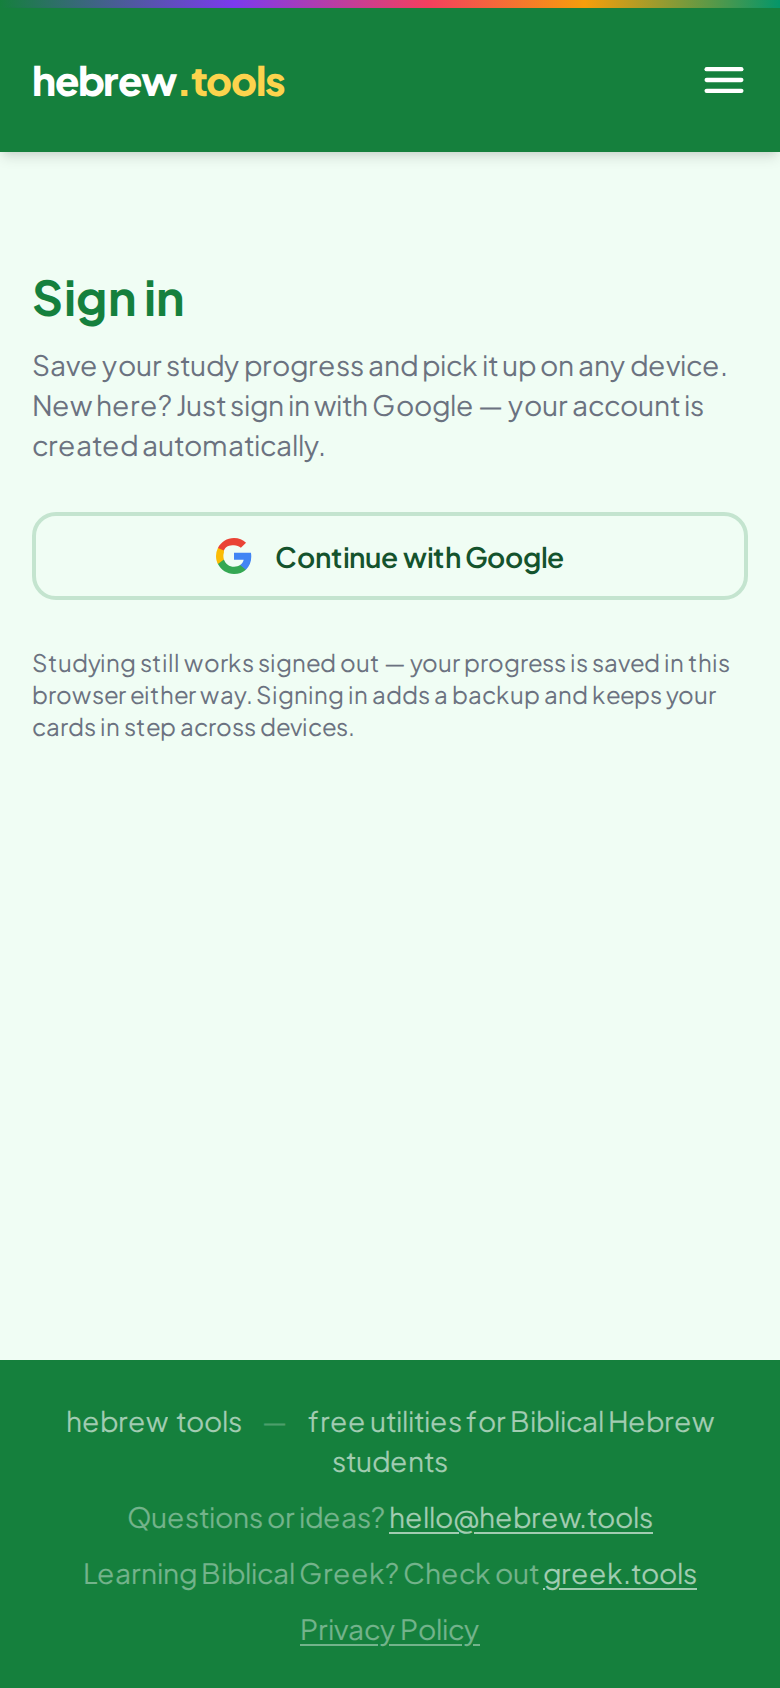 hebrew.tools
Sign in
Save your study progress and pick it up on any device.
New here? Just sign in with Google — your account is
created automatically.
Continue with Google
Studying still works signed out — your progress is saved in this
browser either way. Signing in adds a backup and keeps your
cards in step across devices.
hebrew tools — free utilities for Biblical Hebrew
students
Questions or ideas? hello@hebrew.tools
Learning Biblical Greek? Check out greek.tools
Privacy Policy